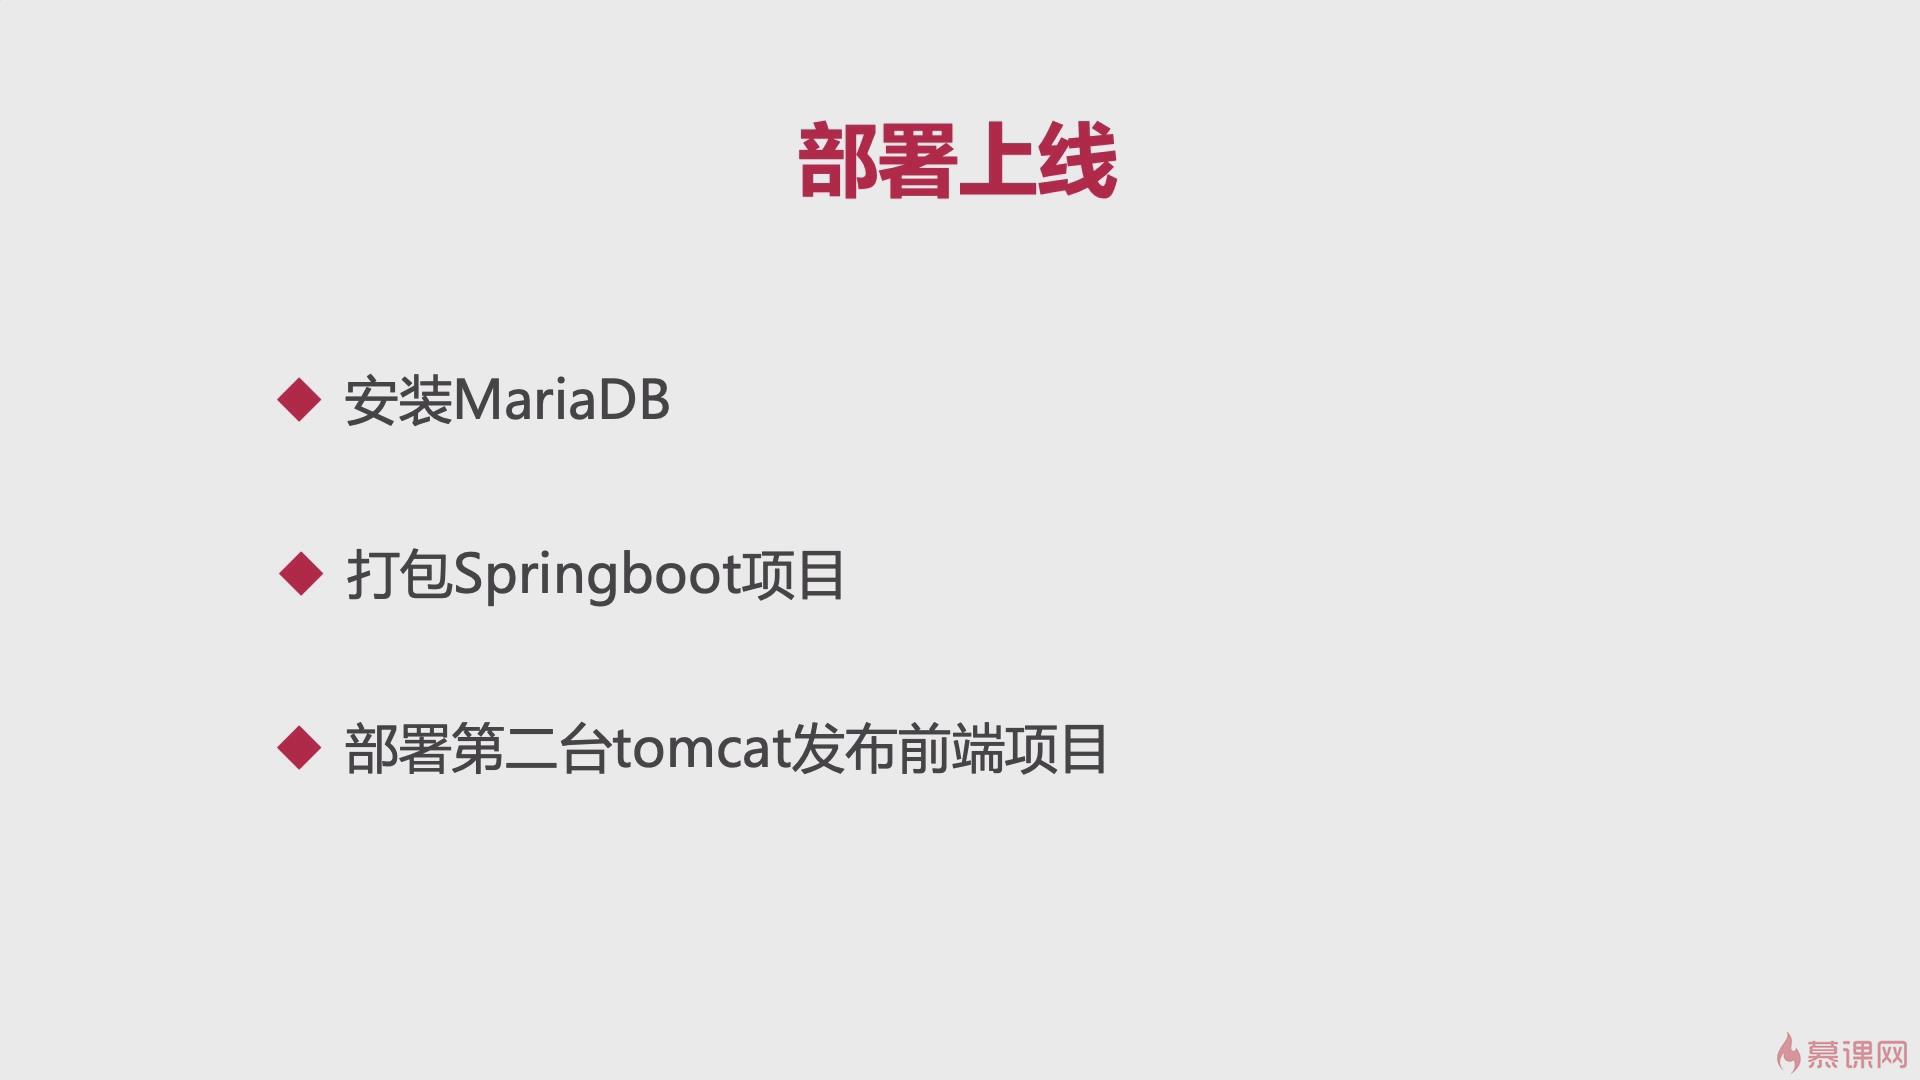 部署上线
安装MariaDB
打包Springboot项目
部署第二台tomcat发布前端项目
慕课网